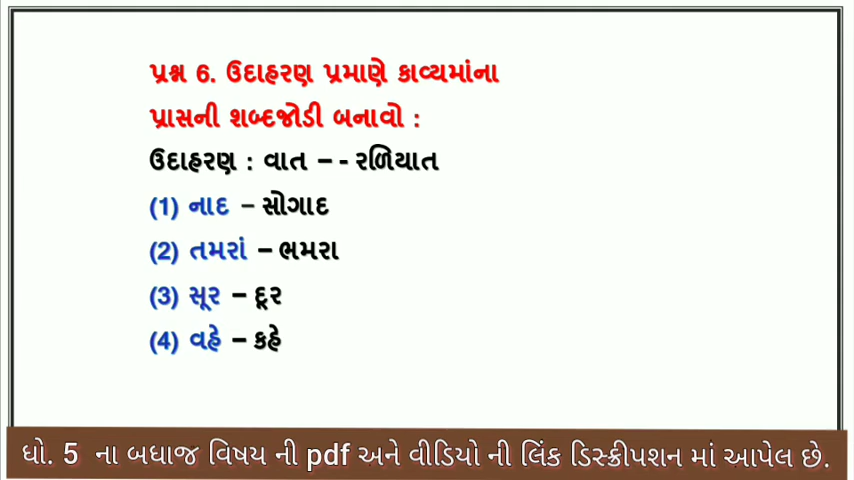 પ્રશ્ન 6. ઉદાહરણ પ્રમાણે કાવ્યમાંના
પ્રાસની શબ્દજોડી બનાવો :
ઉદાહરણ : વાત – - રળિયાત
(1) નાદ – સોગાદ
(2) તમરાં – ભમરા
(3) સૂર – દૂર
(4) વહે – કહે
ધો. 5 ના બધાજ વિષય ની pdf અને વીડિયો ની લિંક ડિસ્ક્રીપશન માં આપેલ છે.